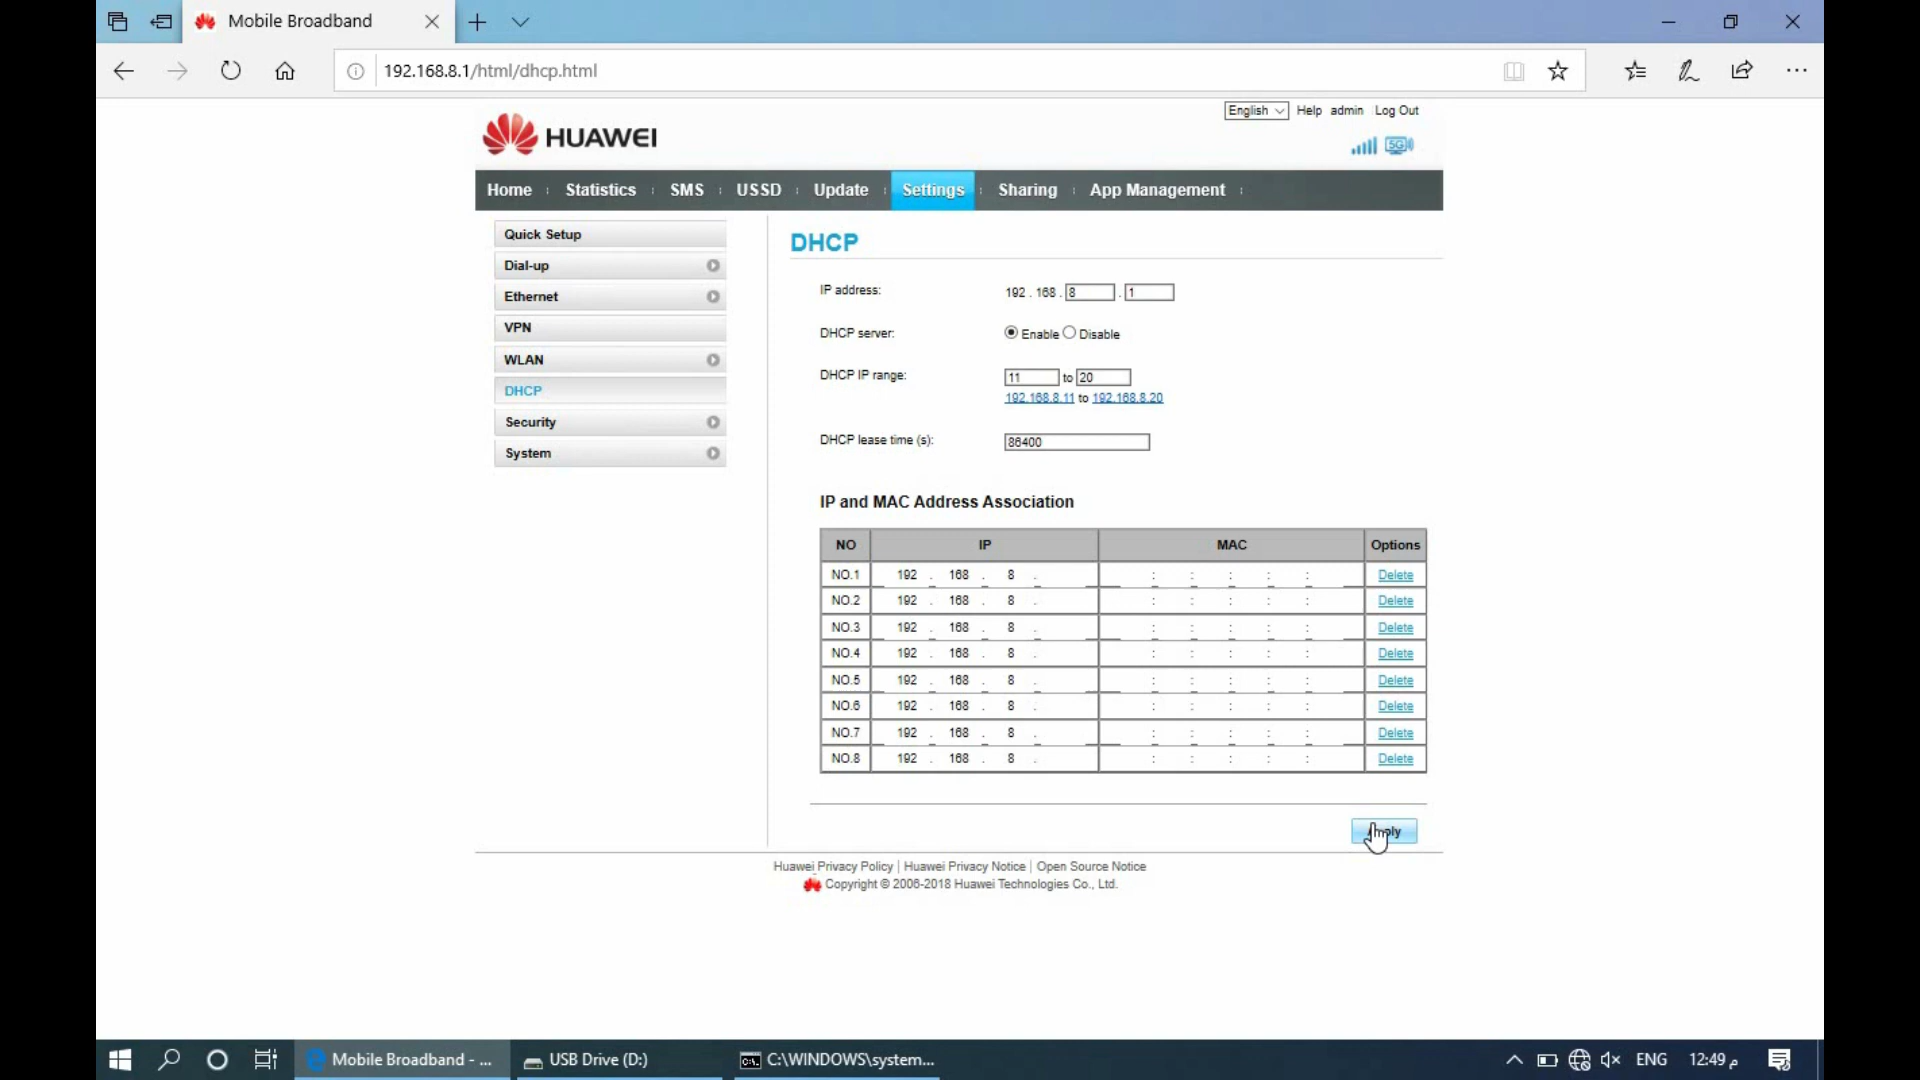 Mobile Broadband
192.168.8.1/html/dhcp.html
English Help admin Log Out
HUAWEI
5G
Home Statistics SMS USSD Update Settings Sharing App Management
Quick Setup
Dial-up
Ethernet
VPN
WLAN
DHCP
Security
System
DHCP
IP address: 192 . 168 . 8 . 1
DHCP server: Enable Disable
DHCP IP range: 11 to 20
192.168.8.11 to 192.168.8.20
DHCP lease time (s): 86400
IP and MAC Address Association
NO IP MAC Options
NO.1 192 . 168 . 8 . : : : : : Delete
NO.2 192 . 168 . 8 . : : : : : Delete
NO.3 192 . 168 . 8 . : : : : : Delete
NO.4 192 . 168 . 8 . : : : : : Delete
NO.5 192 . 168 . 8 . : : : : : Delete
NO.6 192 . 168 . 8 . : : : : : Delete
NO.7 192 . 168 . 8 . : : : : : Delete
NO.8 192 . 168 . 8 . : : : : : Delete
Apply
Huawei Privacy Policy | Huawei Privacy Notice | Open Source Notice
Copyright © 2006-2018 Huawei Technologies Co., Ltd.
Mobile Broadband - ... USB Drive (D:) C:\WINDOWS\system... ENG 12:49 م